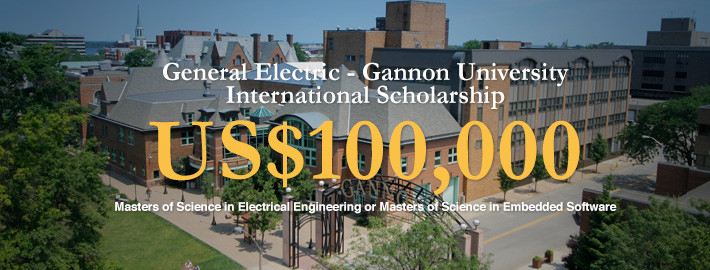 General Electric - Gannon University
International Scholarship
US$100,000
GANNON
Masters of Science in Electrical Engineering or Masters of Science in Embedded Software